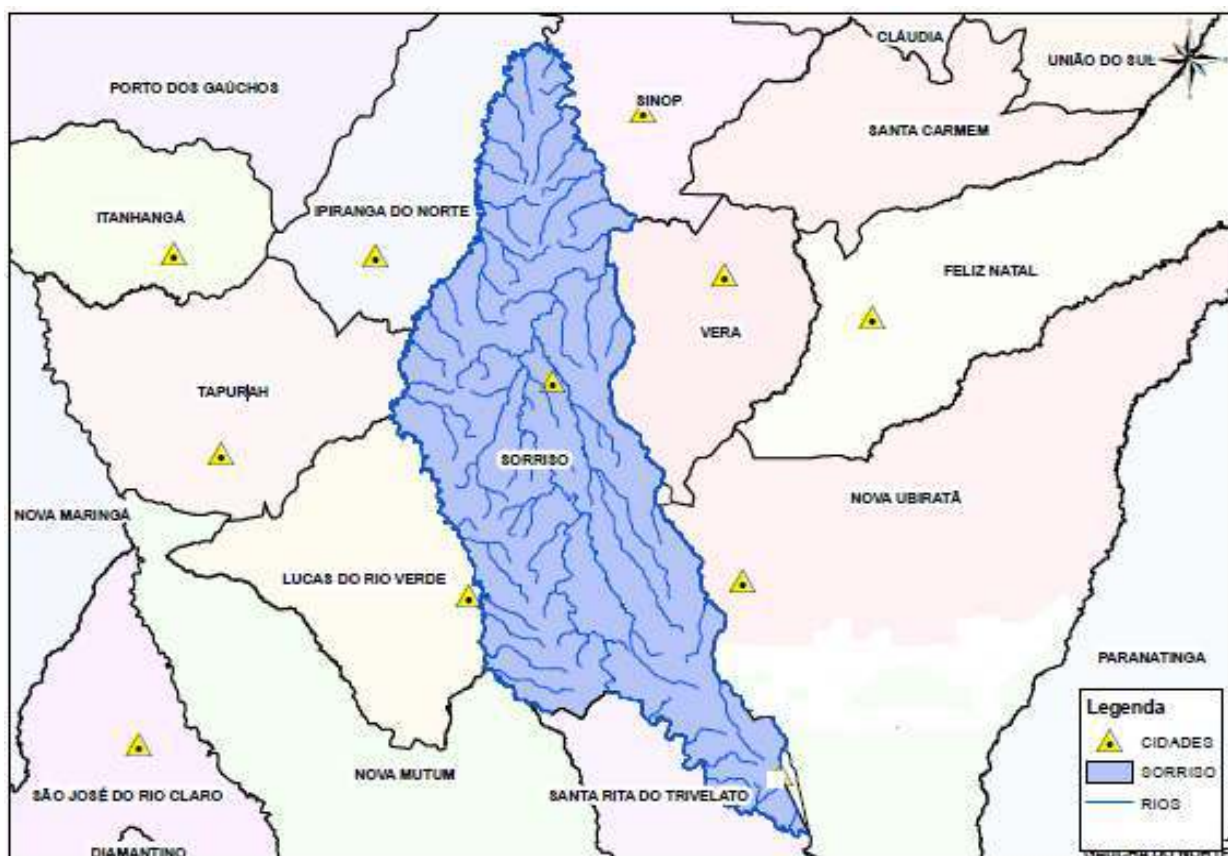 CLÁUDIA
UNIÃO DO SUL
PORTO DOS GAÚCHOS
SINOP
SANTA CARMEM
ITANHANGÁ
IPIRANGA DO NORTE
FELIZ NATAL
VERA
TAPURAH
SORRISO
NOVA UBIRATÃ
NOVA MARINGÁ
LUCAS DO RIO VERDE
PARANATINGA
NOVA MUTUM
SÃO JOSÉ DO RIO CLARO
SANTA RITA DO TRIVELATO
DIAMANTINO
Legenda
CIDADES
SORRISO
RIOS